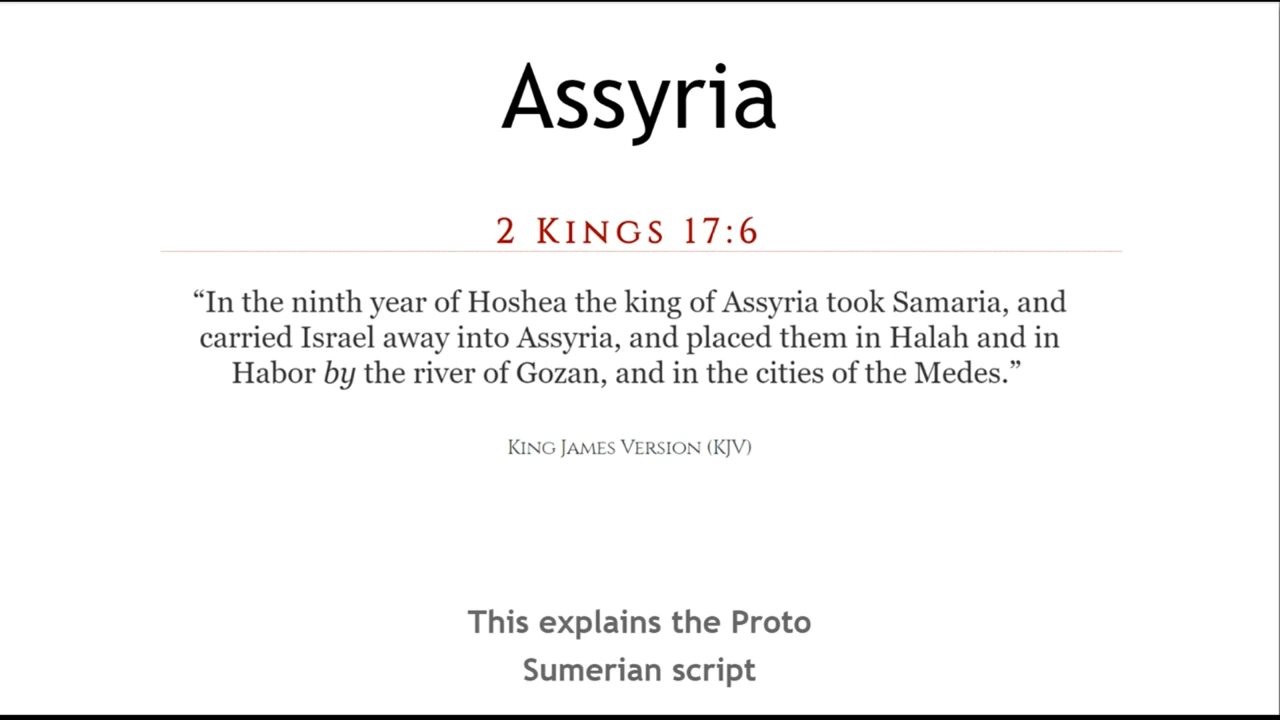 Assyria
2 Kings 17:6
“In the ninth year of Hoshea the king of Assyria took Samaria, and
carried Israel away into Assyria, and placed them in Halah and in
Habor by the river of Gozan, and in the cities of the Medes.”
King James Version (KJV)
This explains the Proto
Sumerian script